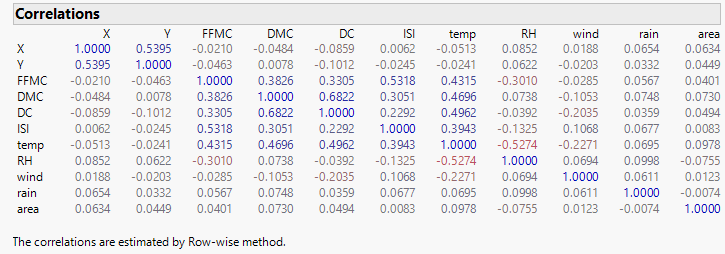 Correlations
X Y FFMC DMC DC ISI temp RH wind rain area
X 1.0000 0.5395 -0.0210 -0.0484 -0.0859 0.0062 -0.0513 0.0852 0.0188 0.0654 0.0634
Y 0.5395 1.0000 -0.0463 0.0078 -0.1012 -0.0245 -0.0241 0.0622 -0.0203 0.0332 0.0449
FFMC -0.0210 -0.0463 1.0000 0.3826 0.3305 0.5318 0.4315 -0.3010 -0.0285 0.0567 0.0401
DMC -0.0484 0.0078 0.3826 1.0000 0.6822 0.3051 0.4696 0.0738 -0.1053 0.0748 0.0730
DC -0.0859 -0.1012 0.3305 0.6822 1.0000 0.2292 0.4962 -0.0392 -0.2035 0.0359 0.0494
ISI 0.0062 -0.0245 0.5318 0.3051 0.2292 1.0000 0.3943 -0.1325 0.1068 0.0677 0.0083
temp -0.0513 -0.0241 0.4315 0.4696 0.4962 0.3943 1.0000 -0.5274 -0.2271 0.0695 0.0978
RH 0.0852 0.0622 -0.3010 0.0738 -0.0392 -0.1325 -0.5274 1.0000 0.0694 0.0998 -0.0755
wind 0.0188 -0.0203 -0.0285 -0.1053 -0.2035 0.1068 -0.2271 0.0694 1.0000 0.0611 0.0123
rain 0.0654 0.0332 0.0567 0.0748 0.0359 0.0677 0.0695 0.0998 0.0611 1.0000 -0.0074
area 0.0634 0.0449 0.0401 0.0730 0.0494 0.0083 0.0978 -0.0755 0.0123 -0.0074 1.0000
The correlations are estimated by Row-wise method.